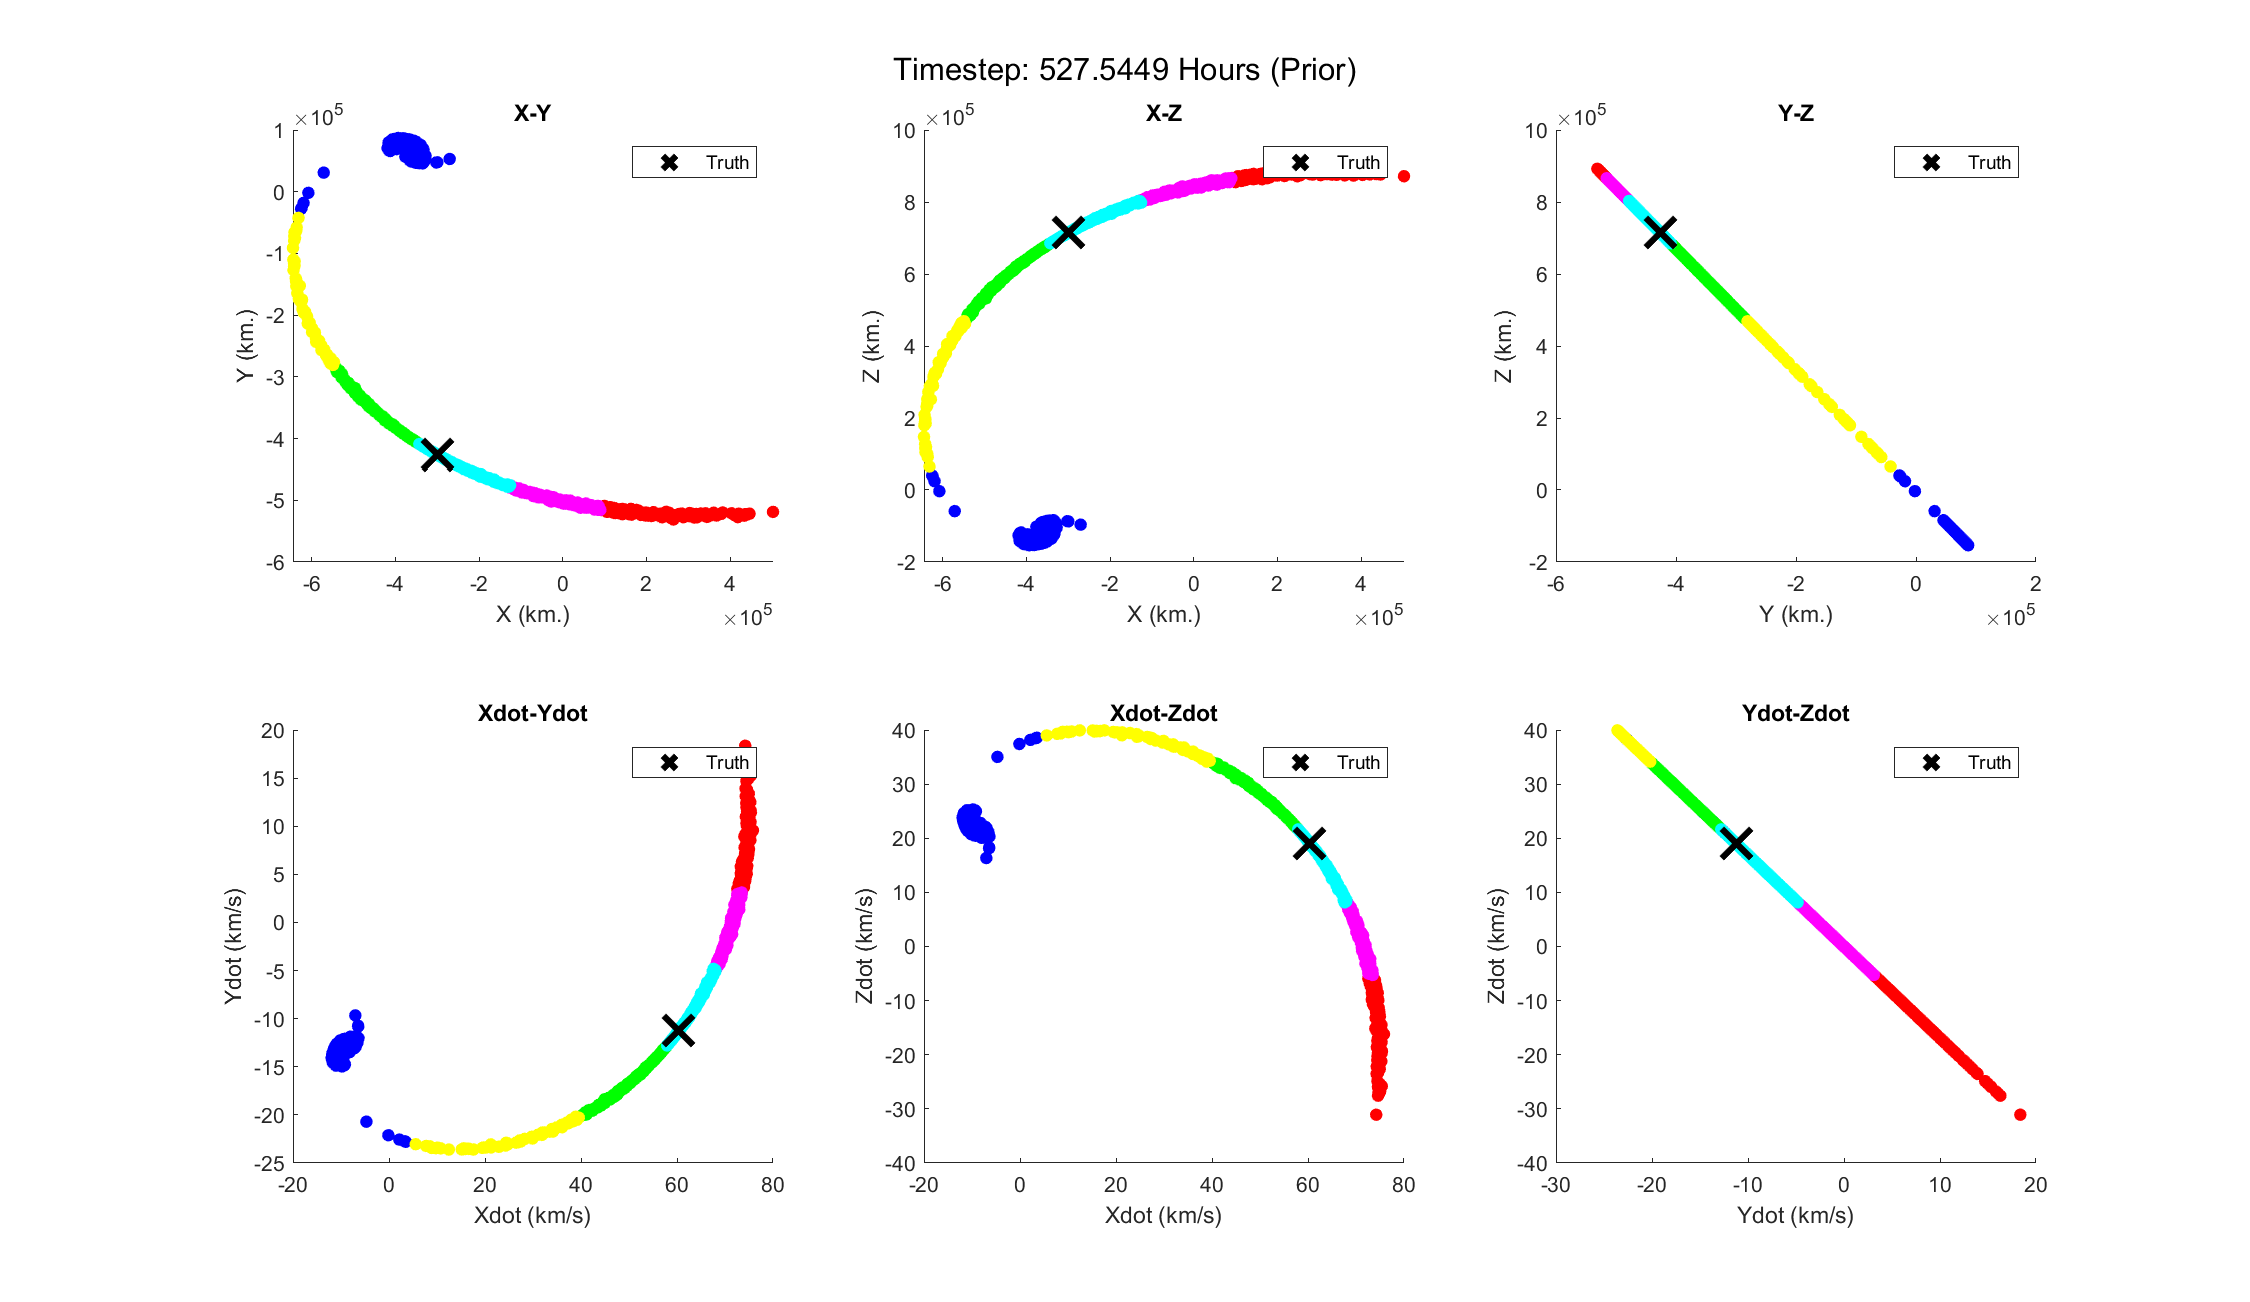 Timestep: 527.5449 Hours (Prior)
X-Y
×10^5
Truth
1
0
-1
-2
-3
-4
-5
-6
Y (km.)
-6 -4 -2 0 2 4
X (km.)
×10^5
X-Z
×10^5
Truth
10
8
6
4
2
0
-2
Z (km.)
-6 -4 -2 0 2 4
X (km.)
×10^5
Y-Z
×10^5
Truth
10
8
6
4
2
0
-2
Z (km.)
-6 -4 -2 0 2
Y (km.)
×10^5
Xdot-Ydot
Truth
20
15
10
5
0
-5
-10
-15
-20
-25
Ydot (km/s)
-20 0 20 40 60 80
Xdot (km/s)
Xdot-Zdot
Truth
40
30
20
10
0
-10
-20
-30
-40
Zdot (km/s)
-20 0 20 40 60 80
Xdot (km/s)
Ydot-Zdot
Truth
40
30
20
10
0
-10
-20
-30
-40
Zdot (km/s)
-30 -20 -10 0 10 20
Ydot (km/s)